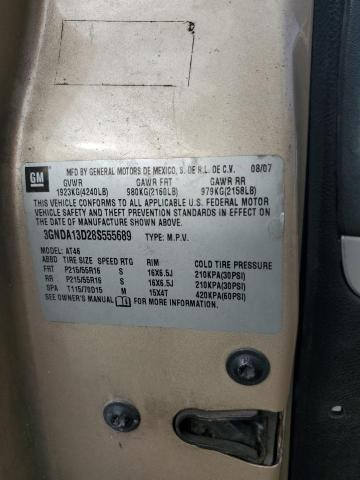 GM
MFD BY GENERAL MOTORS DE MEXICO, S. DE R.L. DE C.V. 08/07
GVWR GAWR FRT GAWR RR
1923KG(4240LB) 980KG(2160LB) 979KG(2158LB)
THIS VEHICLE CONFORMS TO ALL APPLICABLE U.S. FEDERAL MOTOR
VEHICLE SAFETY AND THEFT PREVENTION STANDARDS IN EFFECT ON THE
DATE OF MANUFACTURE SHOWN ABOVE.
3GNDA13D28S555689 TYPE: M.P.V.
MODEL: AT46
ABBD TIRE SIZE SPEED RTG RIM COLD TIRE PRESSURE
FRT P215/55R16 S 16X6.5J 210KPA(30PSI)
RR P215/55R16 S 16X6.5J 210KPA(30PSI)
SPA T115/70D15 M 15X4T 420KPA(60PSI)
SEE OWNER'S MANUAL FOR ADDITIONAL INFORMATION